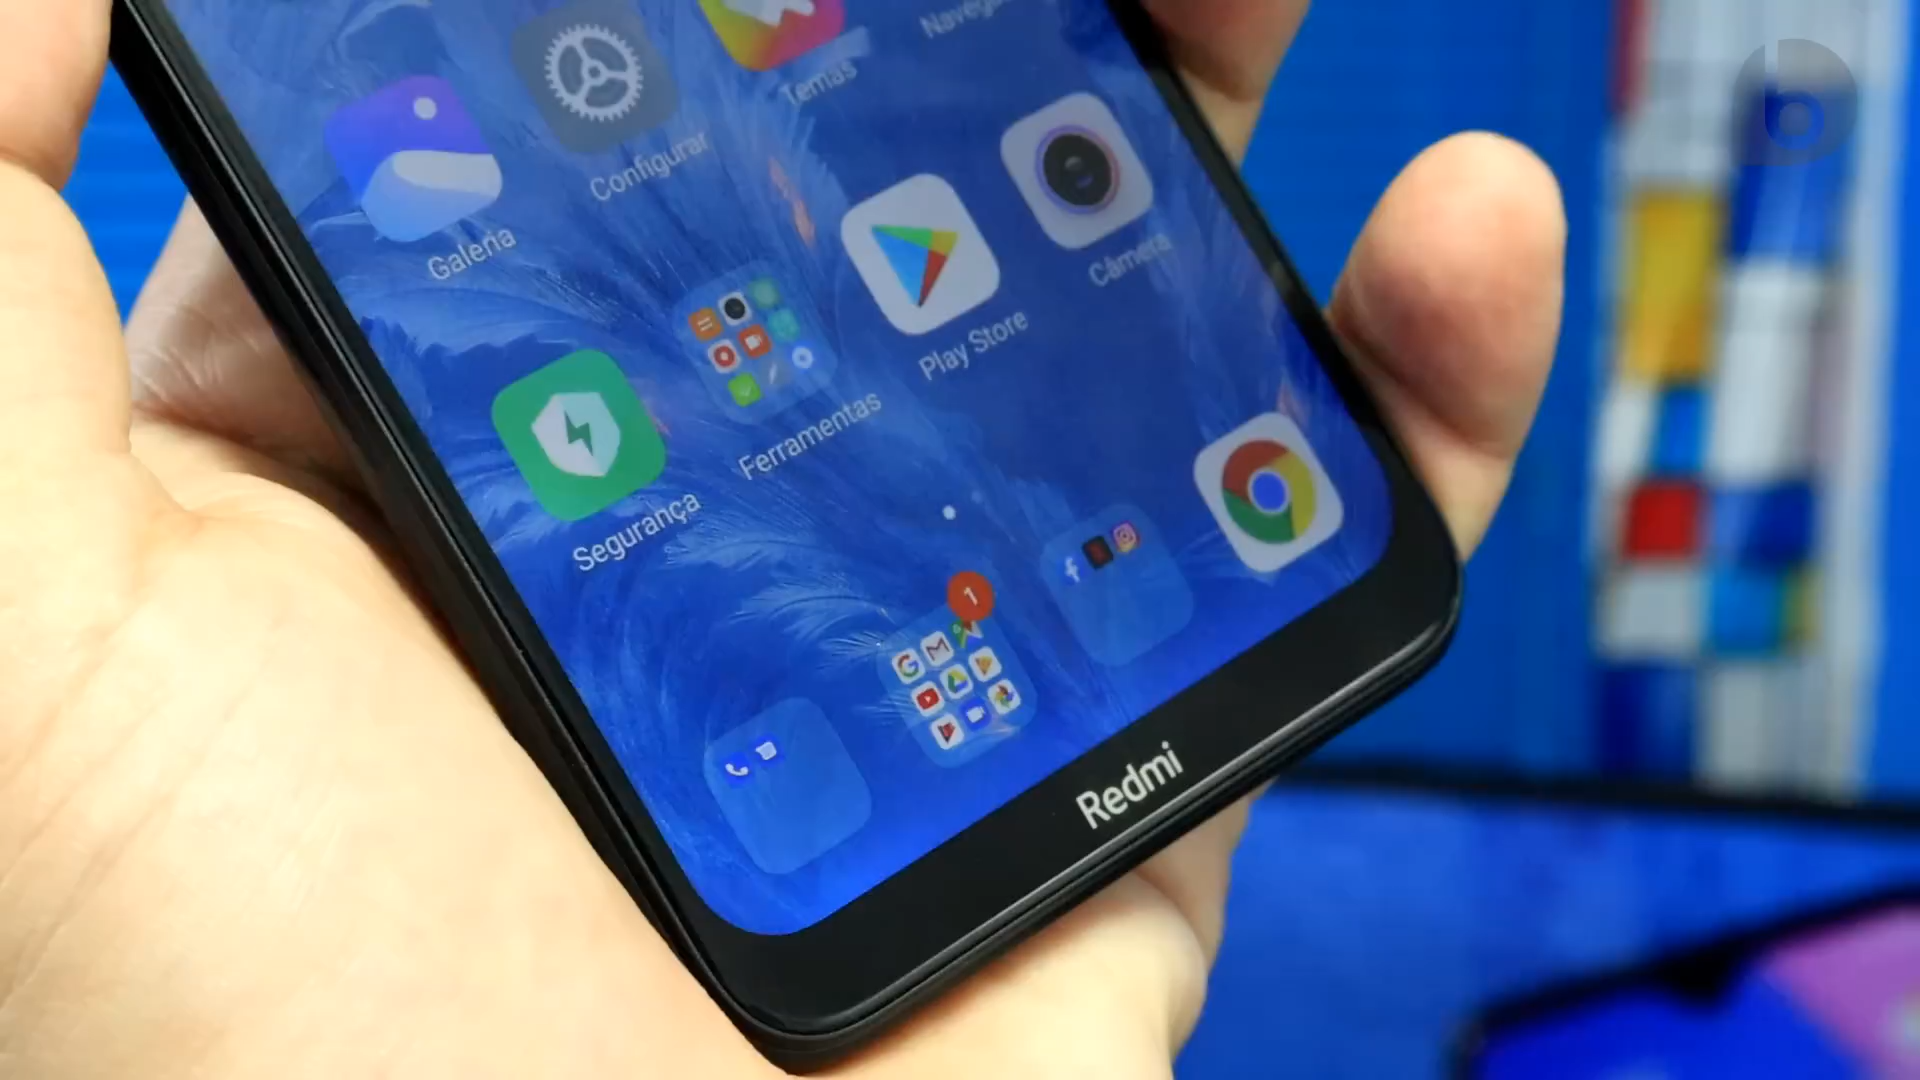 Temas
Configurar
Galeria
Câmera
Play Store
Ferramentas
Segurança
1
Redmi